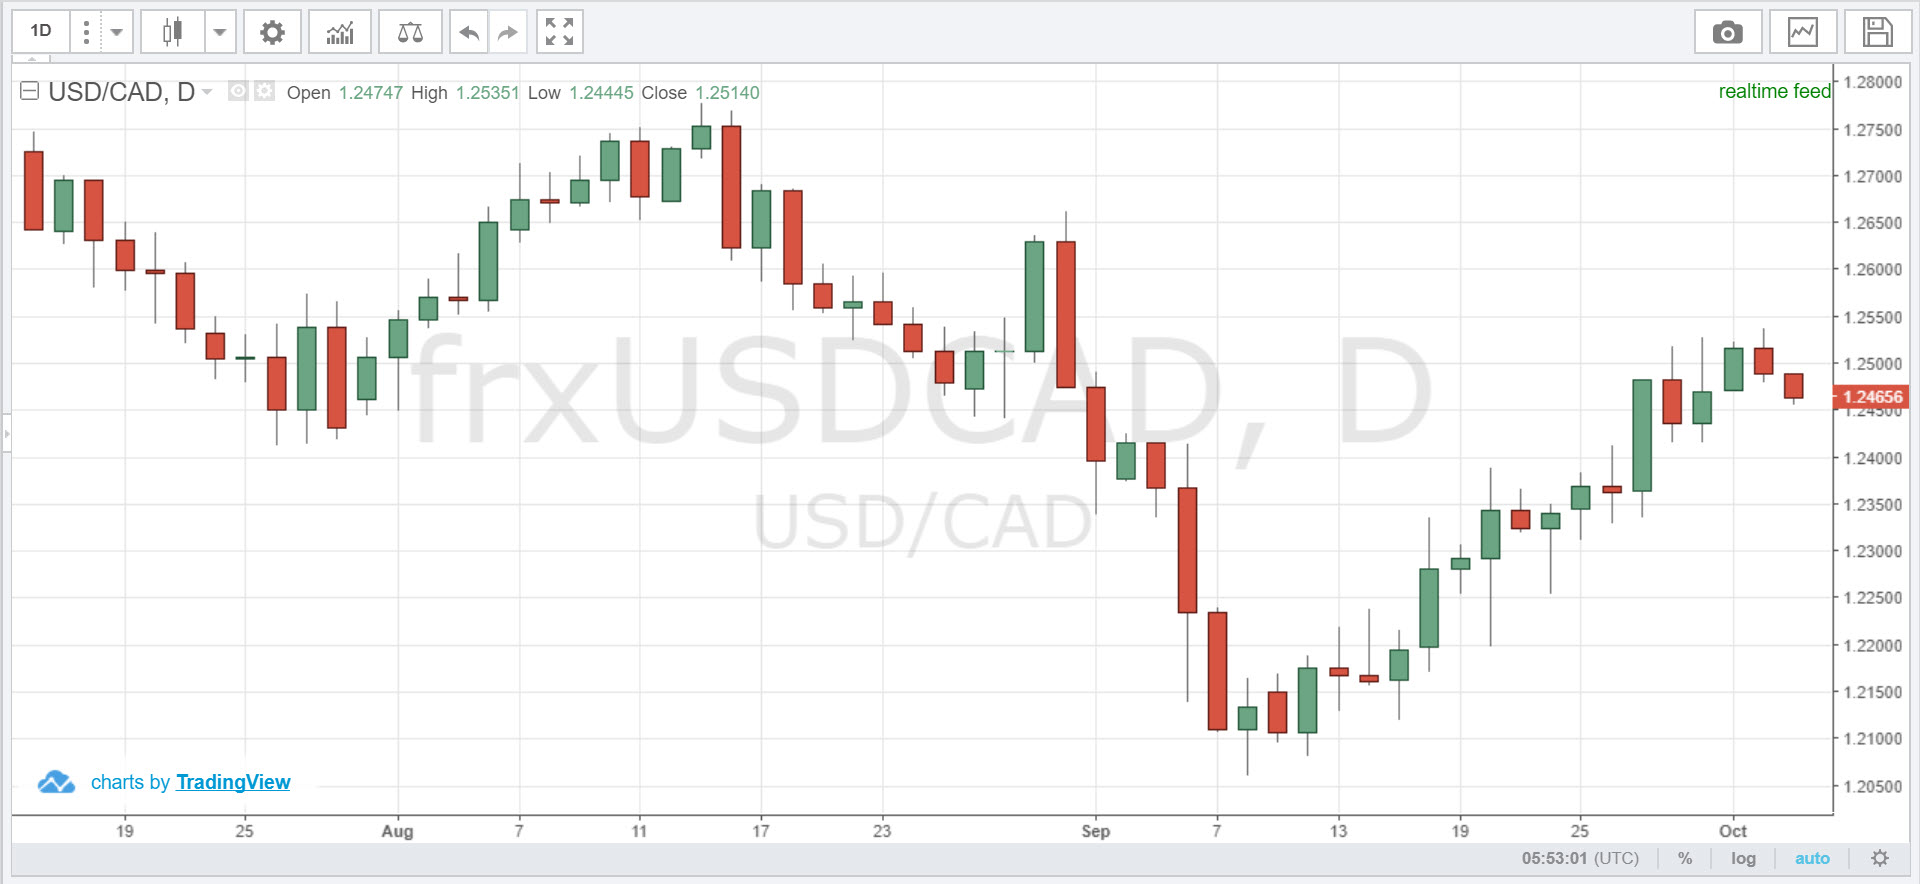 1D
USD/CAD, D Open 1.24747 High 1.25351 Low 1.24445 Close 1.25140
realtime feed
1.28000
1.27500
1.27000
1.26500
1.26000
1.25500
1.25000
1.24656
1.24500
1.24000
1.23500
1.23000
1.22500
1.22000
1.21500
1.21000
1.20500
frxUSDCAD, D
USD/CAD
charts by TradingView
19 25 Aug 7 11 17 23 Sep 7 13 19 25 Oct
05:53:01 (UTC) % log auto